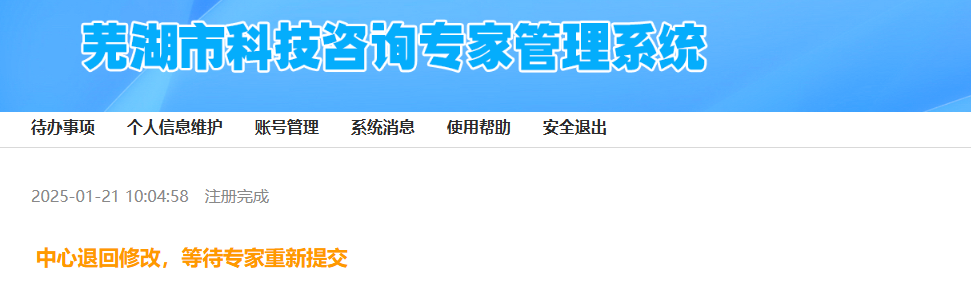 芜湖市科技咨询专家管理系统
待办事项 个人信息维护 账号管理 系统消息 使用帮助 安全退出
2025-01-21 10:04:58 注册完成
中心退回修改，等待专家重新提交